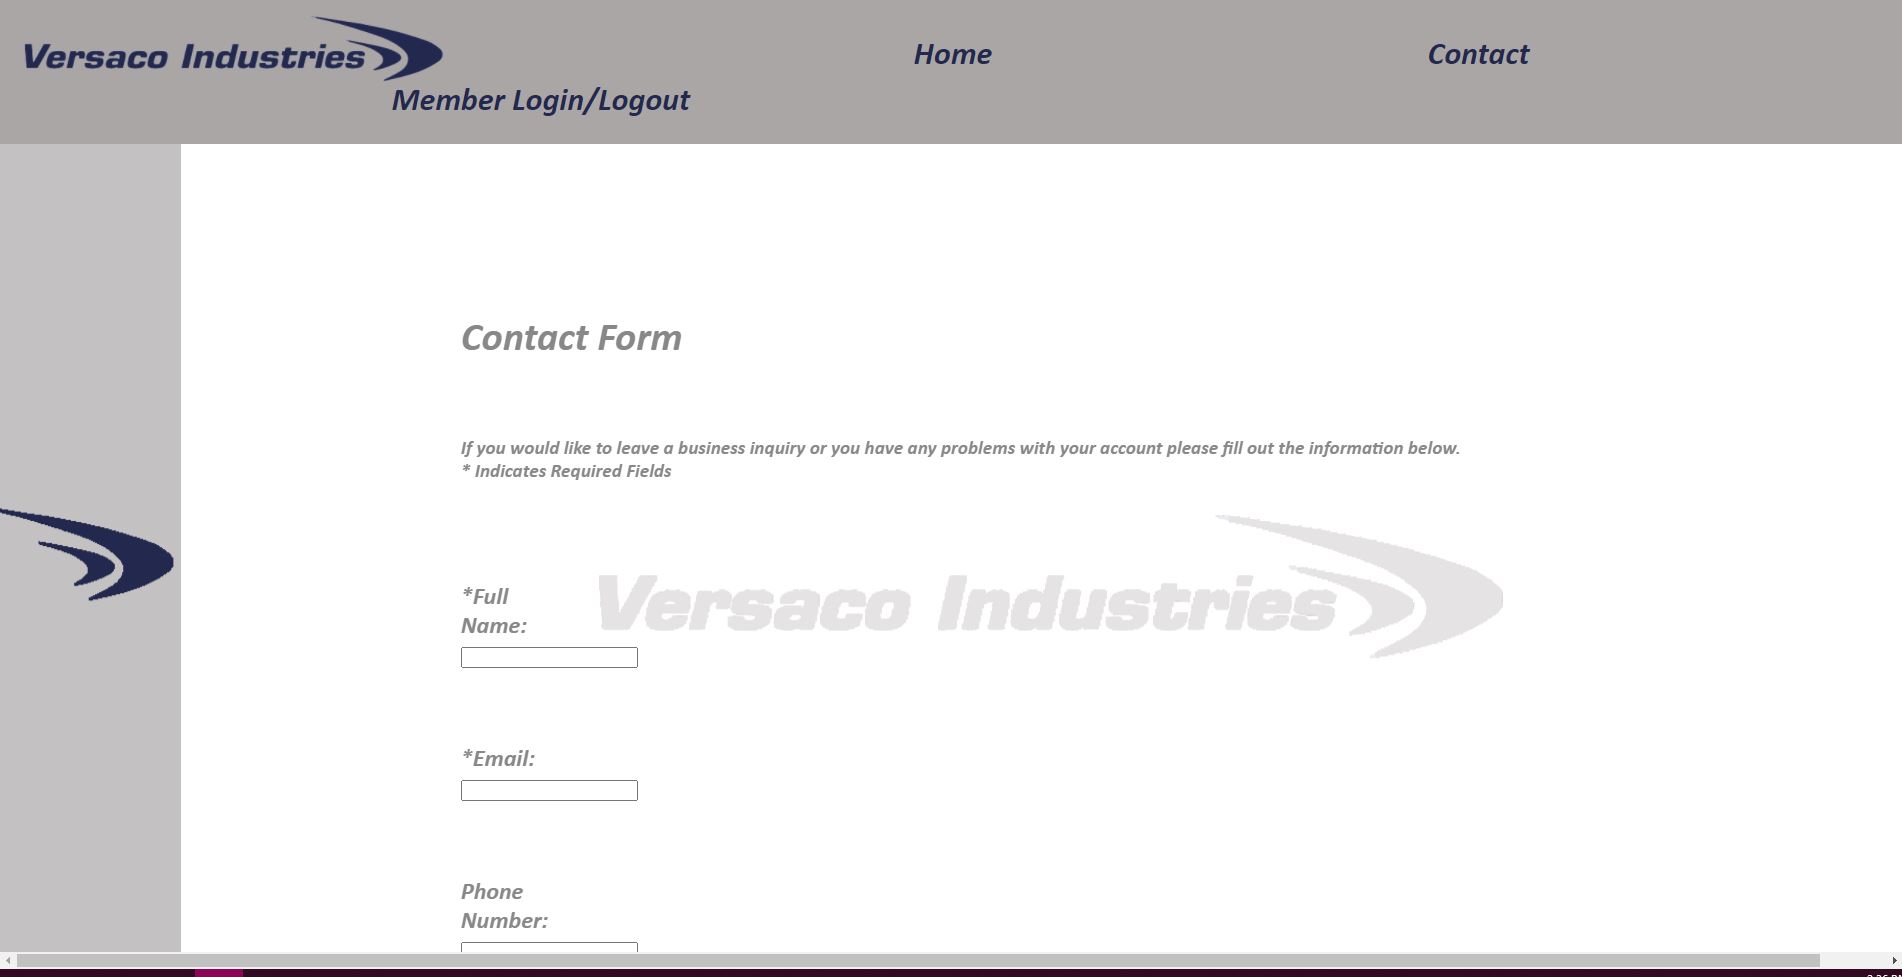 Versaco Industries
Home
Contact
Member Login/Logout
Contact Form
If you would like to leave a business inquiry or you have any problems with your account please fill out the information below.
* Indicates Required Fields
Versaco Industries
*Full
Name:
*Email:
Phone
Number: